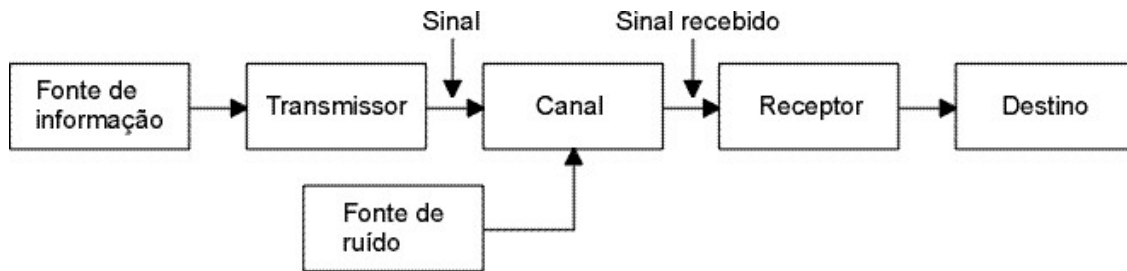 Sinal
Sinal recebido
Fonte de
informação
Transmissor
Canal
Receptor
Destino
Fonte de
ruído